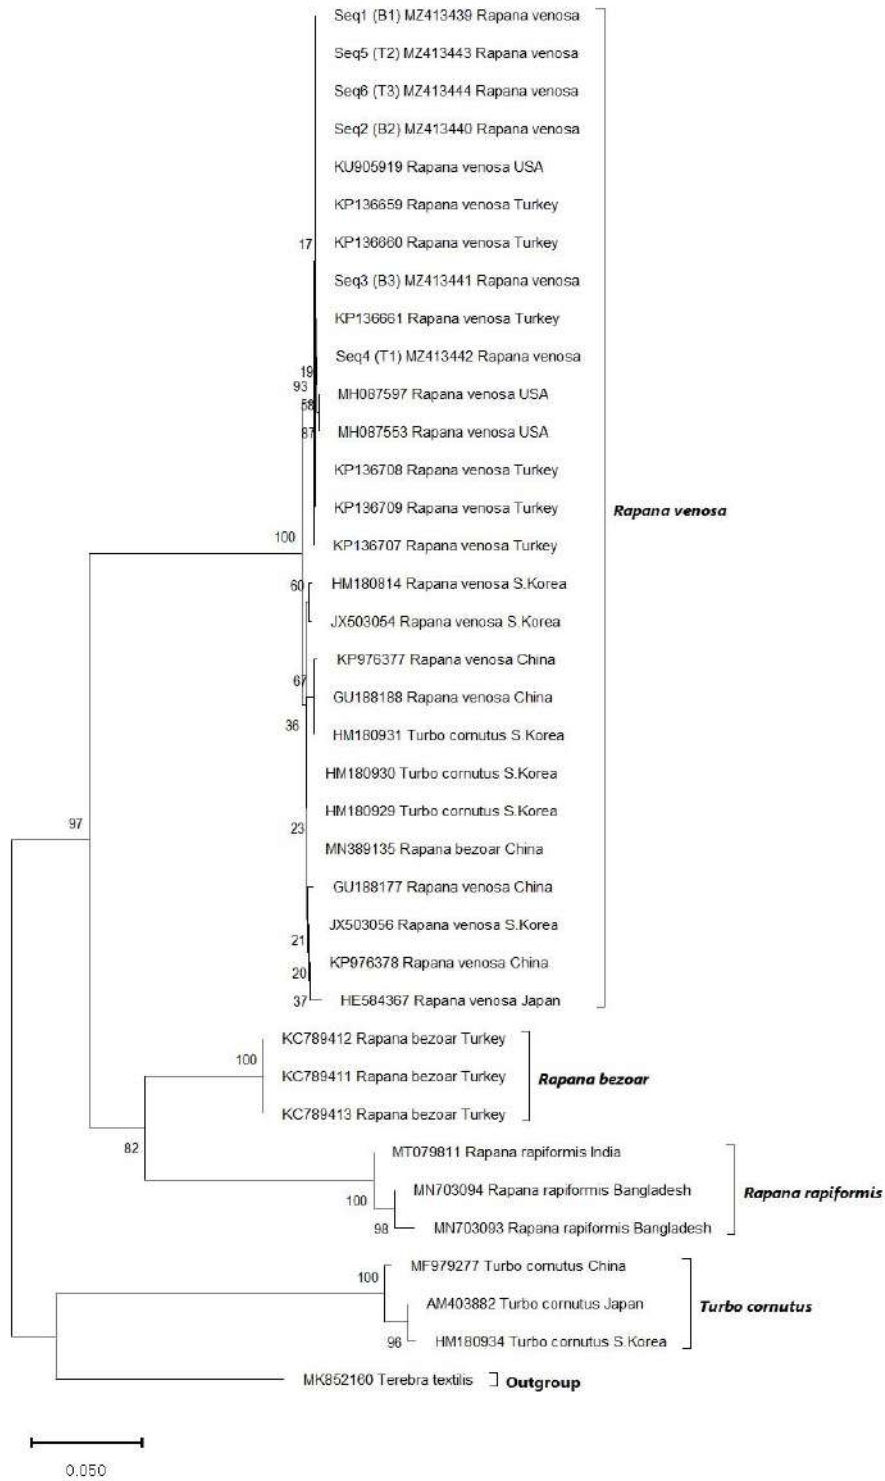 Seq1 (B1) MZ413439 Rapana venosa
Seq5 (T2) MZ413443 Rapana venosa
Seq6 (T3) MZ413444 Rapana venosa
Seq2 (B2) MZ413440 Rapana venosa
KU905919 Rapana venosa USA
KP136659 Rapana venosa Turkey
17
KP136660 Rapana venosa Turkey
Seq3 (B3) MZ413441 Rapana venosa
KP136661 Rapana venosa Turkey
Seq4 (T1) MZ413442 Rapana venosa
19
93
MH087597 Rapana venosa USA
58
87
MH087553 Rapana venosa USA
KP136708 Rapana venosa Turkey
KP136709 Rapana venosa Turkey
Rapana venosa
100
KP136707 Rapana venosa Turkey
60
HM180814 Rapana venosa S.Korea
JX503054 Rapana venosa S.Korea
KP976377 Rapana venosa China
67
GU188188 Rapana venosa China
36
HM180931 Turbo cornutus S.Korea
HM180930 Turbo cornutus S.Korea
HM180929 Turbo cornutus S.Korea
97
23
MN389135 Rapana bezoar China
GU188177 Rapana venosa China
JX503056 Rapana venosa S.Korea
21
KP976378 Rapana venosa China
20
37
HE584367 Rapana venosa Japan
KC789412 Rapana bezoar Turkey
100
KC789411 Rapana bezoar Turkey
Rapana bezoar
KC789413 Rapana bezoar Turkey
82
MT079811 Rapana rapiformis India
MN703094 Rapana rapiformis Bangladesh
Rapana rapiformis
100
98
MN703093 Rapana rapiformis Bangladesh
MF979277 Turbo cornutus China
100
AM403882 Turbo cornutus Japan
Turbo cornutus
96
HM180934 Turbo cornutus S.Korea
MK852160 Terebra textilis
Outgroup
0.050